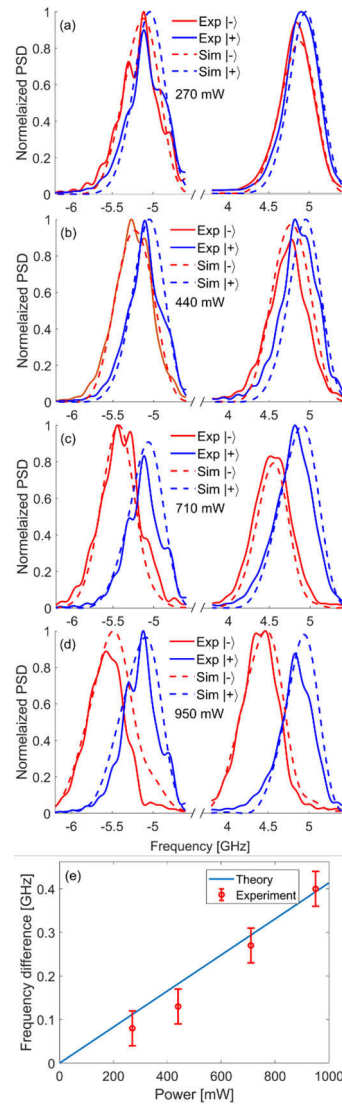 (a)
Exp |-⟩
Exp |+⟩
Sim |-⟩
Sim |+⟩
270 mW
Normelaized PSD
1
0.8
0.6
0.4
0.2
0
-6 -5.5 -5 4.5 5
(b)
Exp |-⟩
Exp |+⟩
Sim |-⟩
Sim |+⟩
440 mW
Normelaized PSD
1
0.8
0.6
0.4
0.2
0
-6 -5.5 -5 4 4.5 5
(c)
Exp |-⟩
Exp |+⟩
Sim |-⟩
Sim |+⟩
710 mW
Normelaized PSD
1
0.8
0.6
0.4
0.2
0
-6 -5.5 -5 4 4.5 5
(d)
Exp |-⟩
Exp |+⟩
Sim |-⟩
Sim |+⟩
950 mW
Normelaized PSD
1
0.8
0.6
0.4
0.2
0
-6 -5.5 -5 4 4.5 5
Frequency [GHz]
(e)
Theory
Experiment
Frequency difference [GHz]
0.4
0.3
0.2
0.1
0
0 200 400 600 800 1000
Power [mW]